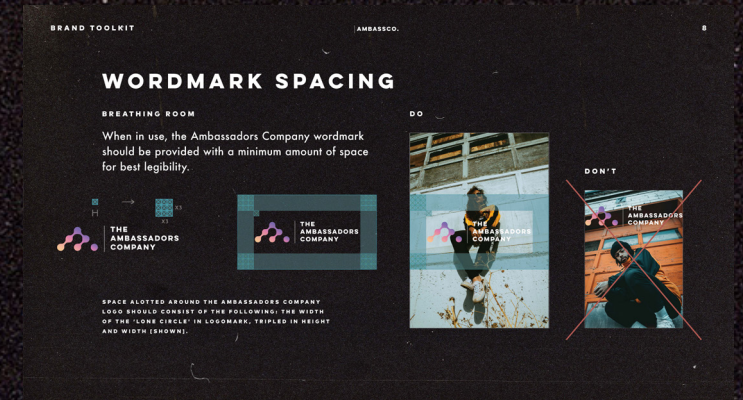 BRAND TOOLKIT
AMBASSCO.
8
WORDMARK SPACING
BREATHING ROOM
When in use, the Ambassadors Company wordmark
should be provided with a minimum amount of space
for best legibility.
X3
X3
THE
AMBASSADORS
COMPANY
THE
AMBASSADORS
COMPANY
SPACE ALOTTED AROUND THE AMBASSADORS COMPANY
LOGO SHOULD CONSIST OF THE FOLLOWING: THE WIDTH
OF THE 'LONE CIRCLE' IN LOGOMARK, TRIPLED IN HEIGHT
AND WIDTH [SHOWN].
DO
THE
AMBASSADORS
COMPANY
DON'T
THE
AMBASSADORS
COMPANY